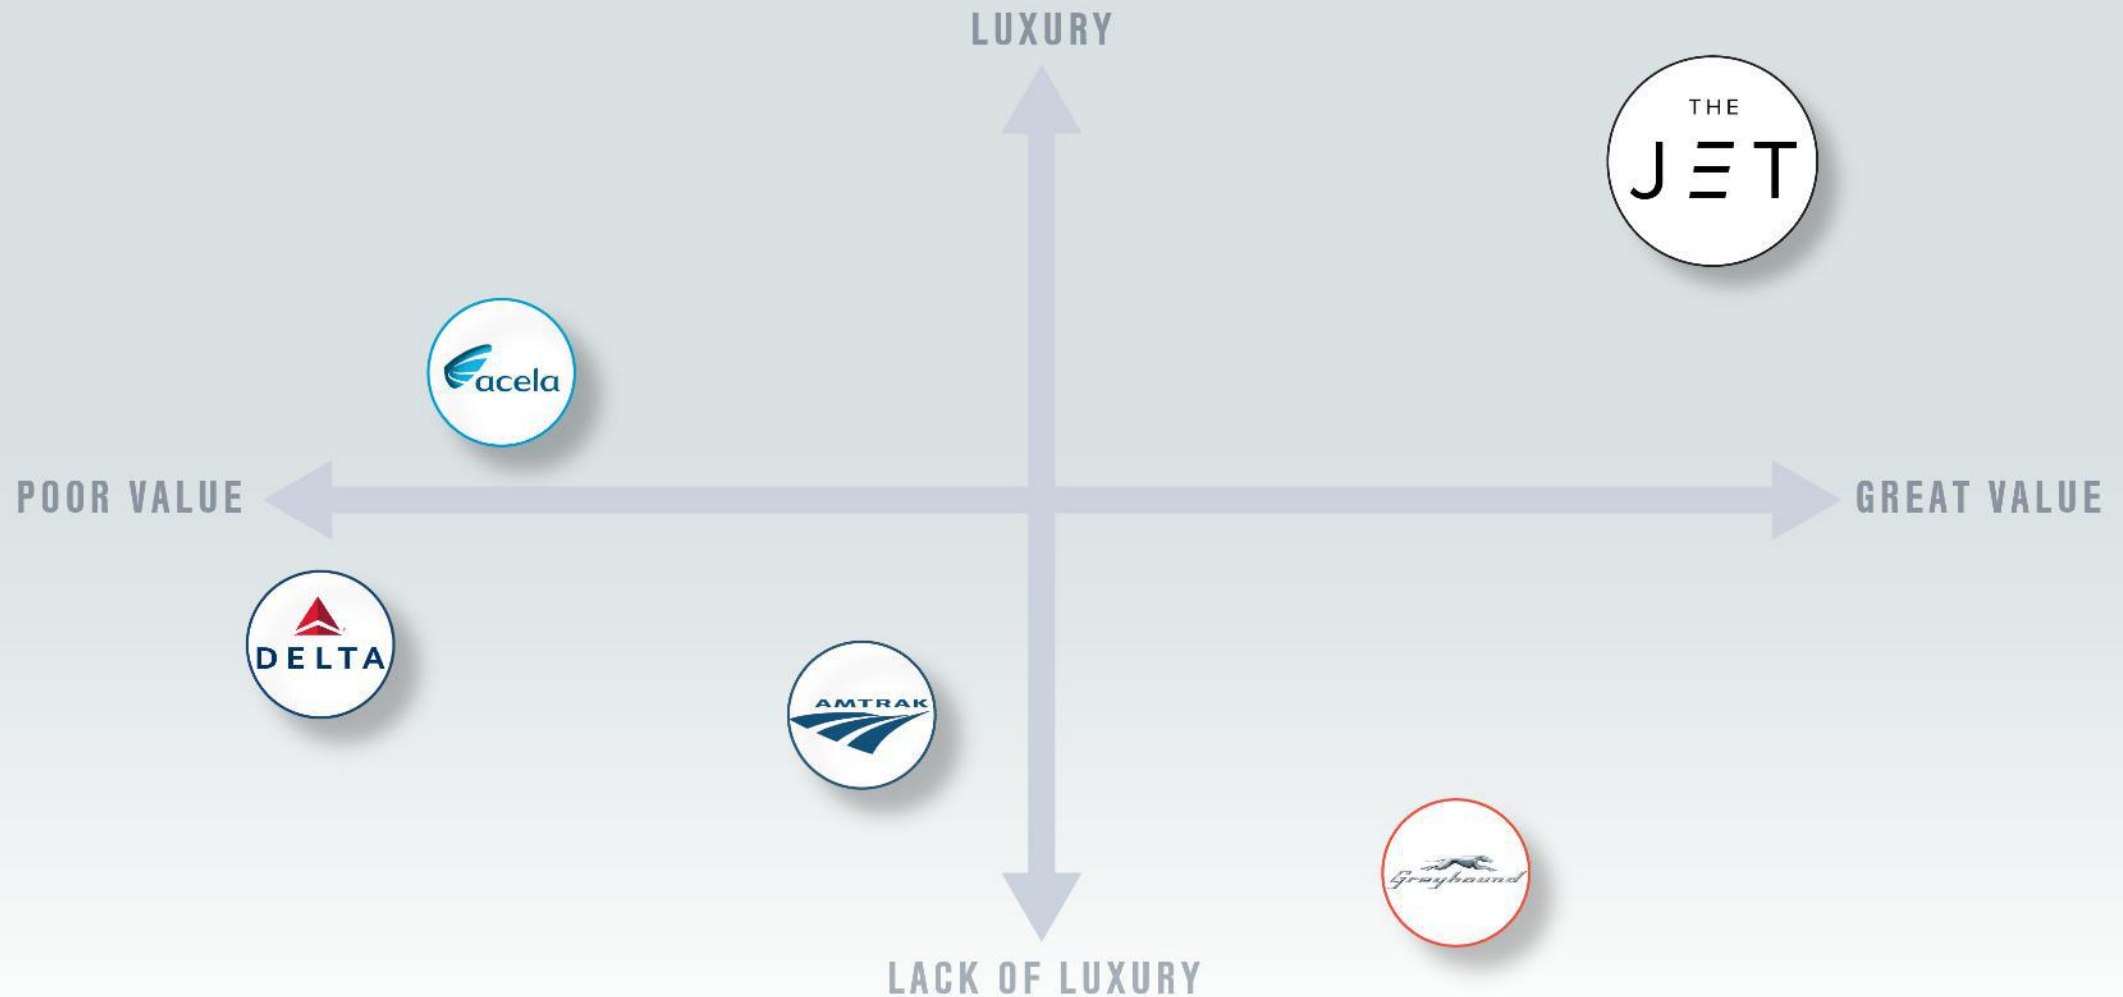 LUXURY
THE
JET
acela
POOR VALUE
GREAT VALUE
DELTA
AMTRAK
Greyhound
LACK OF LUXURY